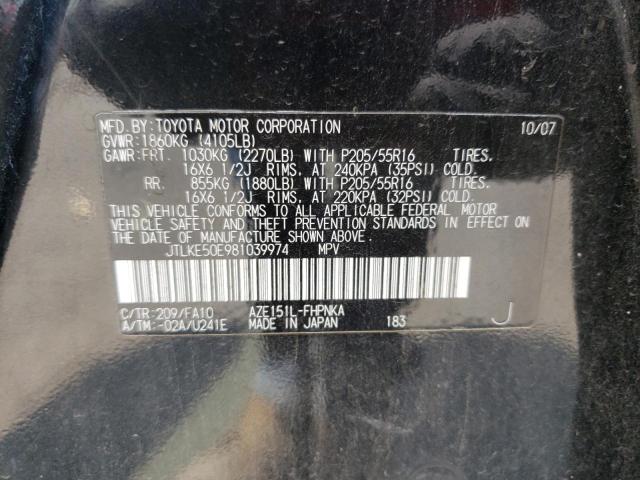 MFD.BY:TOYOTA MOTOR CORPORATION 10/07
GVWR:1860KG (4105LB)
GAWR:FRT. 1030KG (2270LB) WITH P205/55R16 TIRES.
16X6 1/2J RIMS. AT 240KPA (35PSI) COLD.
RR. 855KG (1880LB) WITH P205/55R16 TIRES.
16X6 1/2J RIMS. AT 220KPA (32PSI) COLD.
THIS VEHICLE CONFORMS TO ALL APPLICABLE FEDERAL MOTOR
VEHICLE SAFETY AND THEFT PREVENTION STANDARDS IN EFFECT ON
THE DATE OF MANUFACTURE SHOWN ABOVE.
JTLKE50E981039974 MPV
C/TR:209/FA10 AZE151L-FHPNKA
A/TM:-02A/U241E MADE IN JAPAN 183 J